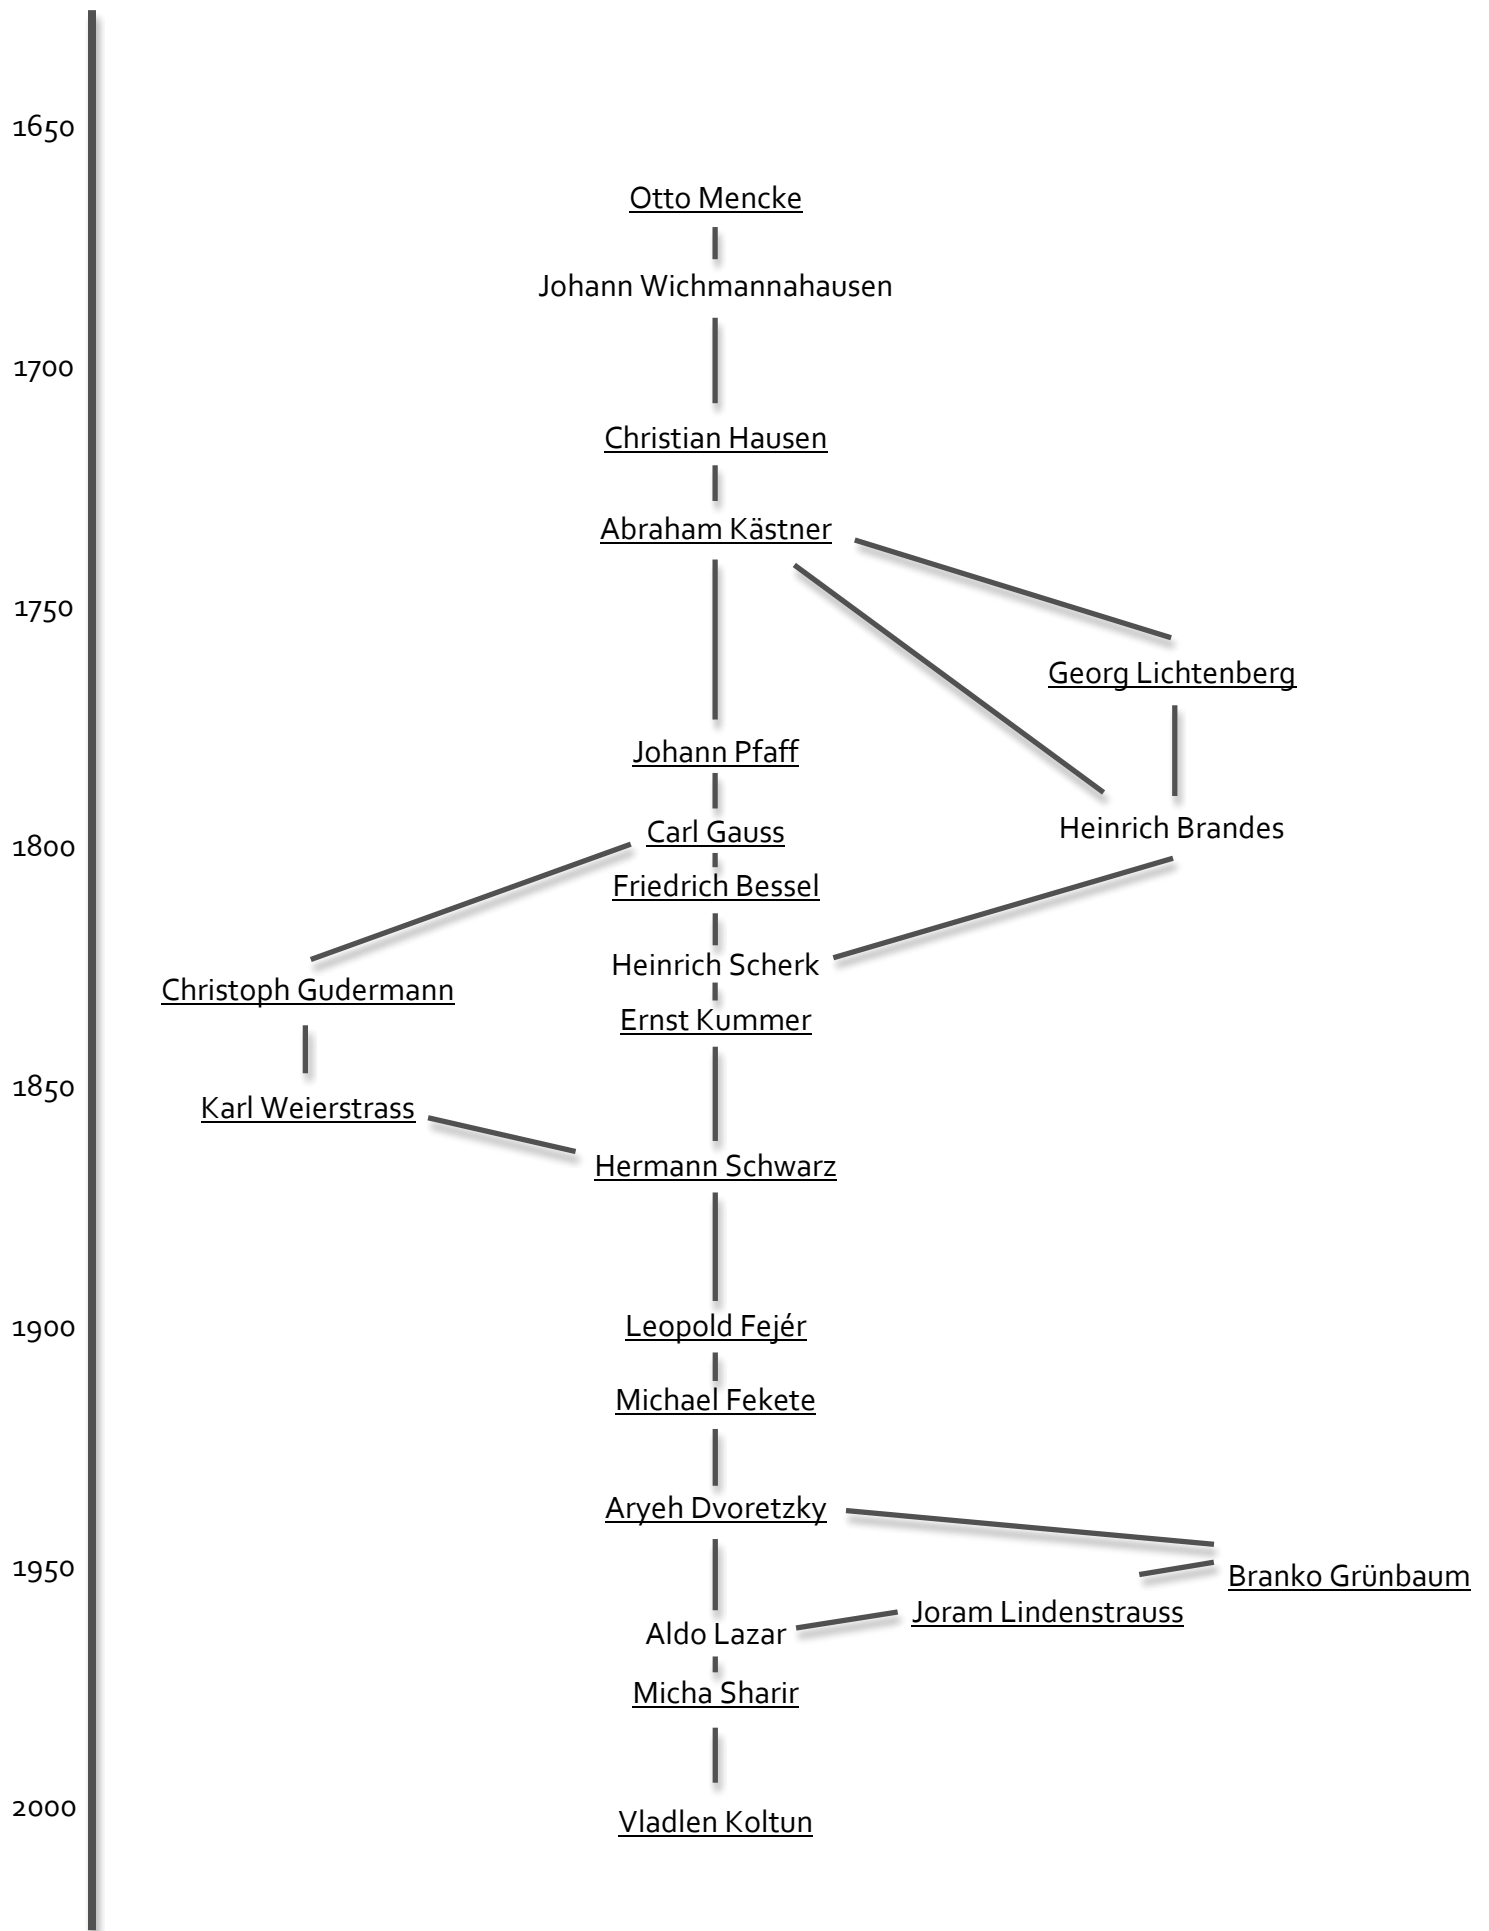 1650
Otto Mencke
Johann Wichmannahausen
1700
Christian Hausen
Abraham Kästner
1750
Georg Lichtenberg
Johann Pfaff
Heinrich Brandes
Carl Gauss
1800
Friedrich Bessel
Heinrich Scherk
Christoph Gudermann
Ernst Kummer
1850
Karl Weierstrass
Hermann Schwarz
1900
Leopold Fejér
Michael Fekete
Aryeh Dvoretzky
1950
Branko Grünbaum
Joram Lindenstrauss
Aldo Lazar
Micha Sharir
2000
Vladlen Koltun